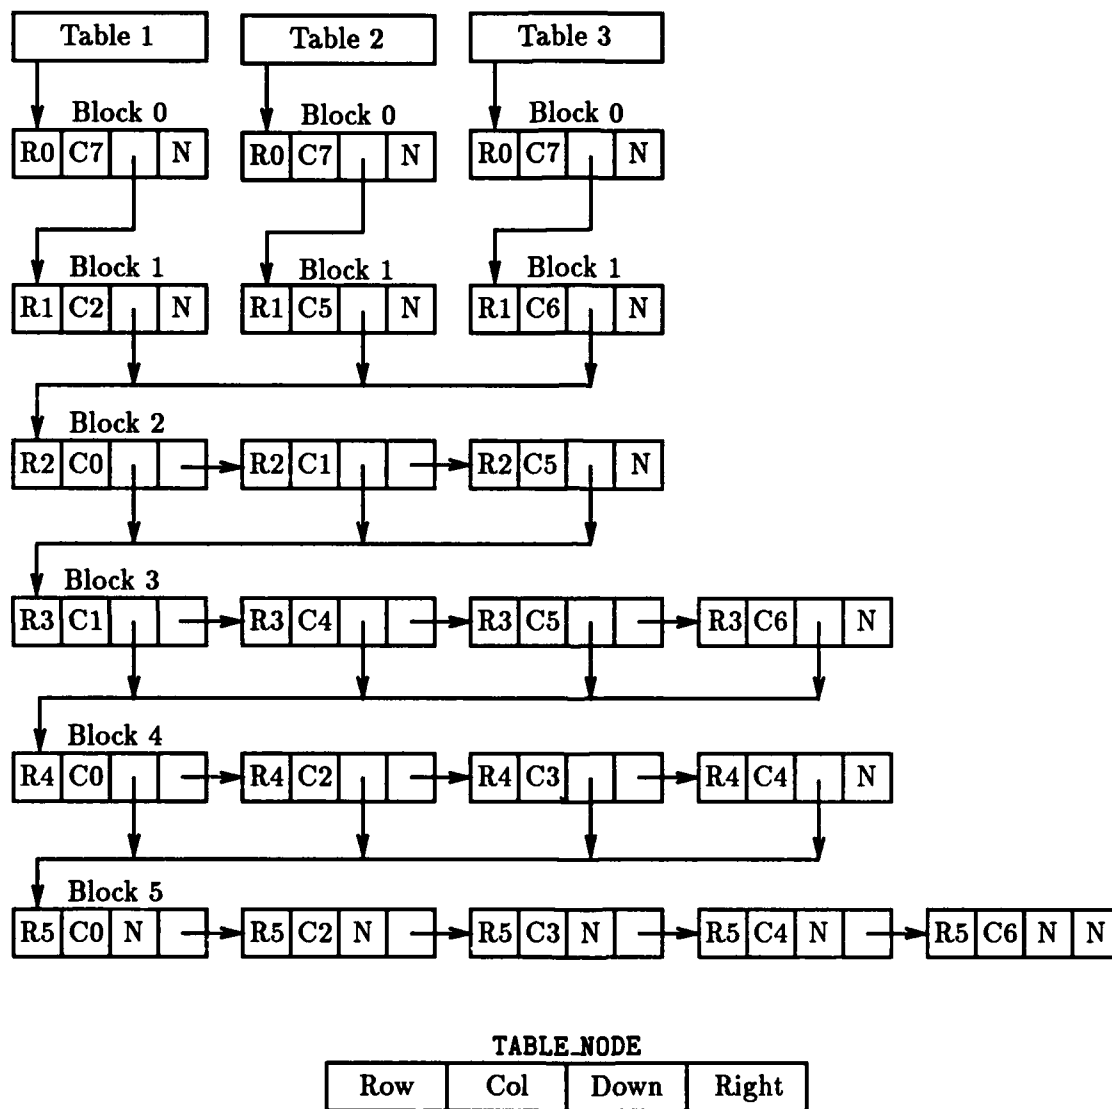 Table 1 Table 2 Table 3
Block 0 Block 0 Block 0
R0 C7 N R0 C7 N R0 C7 N
Block 1 Block 1 Block 1
R1 C2 N R1 C5 N R1 C6 N
Block 2
R2 C0 R2 C1 R2 C5 N
Block 3
R3 C1 R3 C4 R3 C5 R3 C6 N
Block 4
R4 C0 R4 C2 R4 C3 R4 C4 N
Block 5
R5 C0 N R5 C2 N R5 C3 N R5 C4 N R5 C6 N N
TABLE_NODE
Row Col Down Right